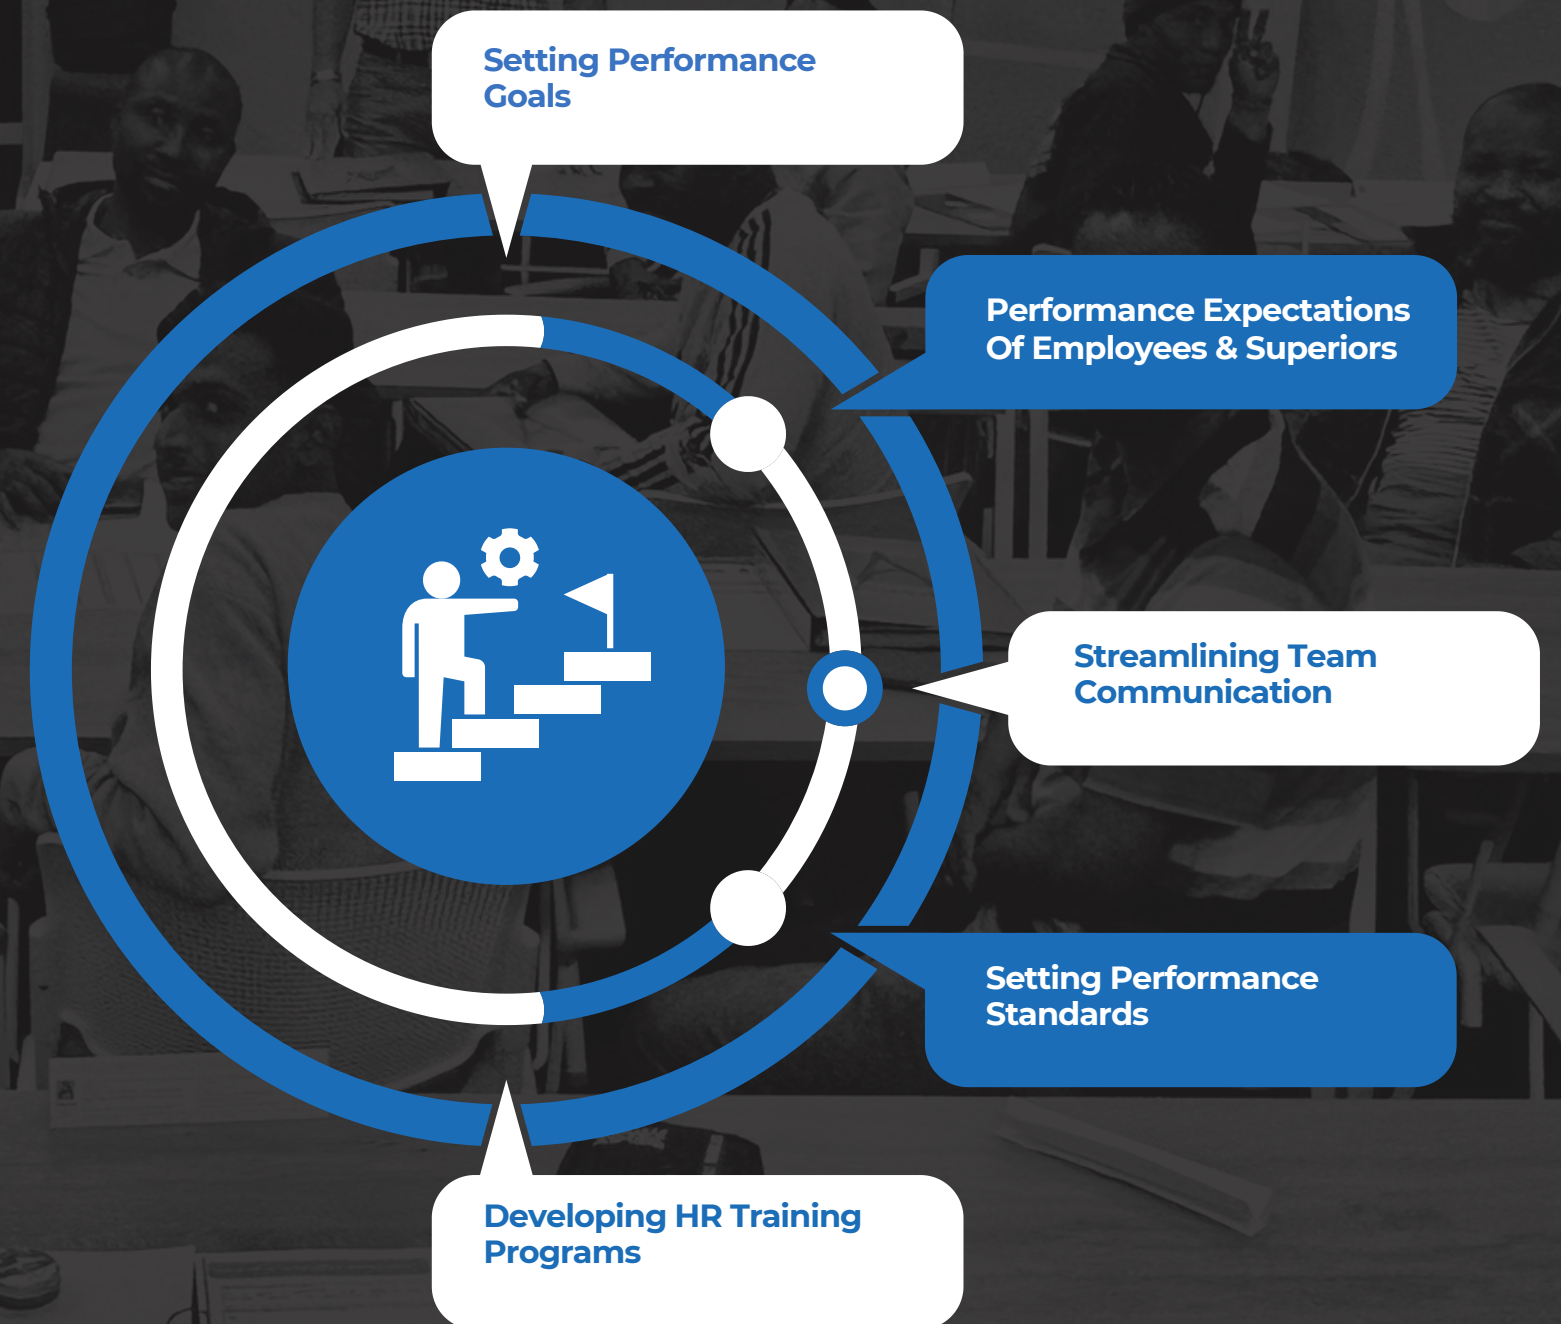 Setting Performance
Goals
Performance Expectations
Of Employees & Superiors
Streamlining Team
Communication
Setting Performance
Standards
Developing HR Training
Programs